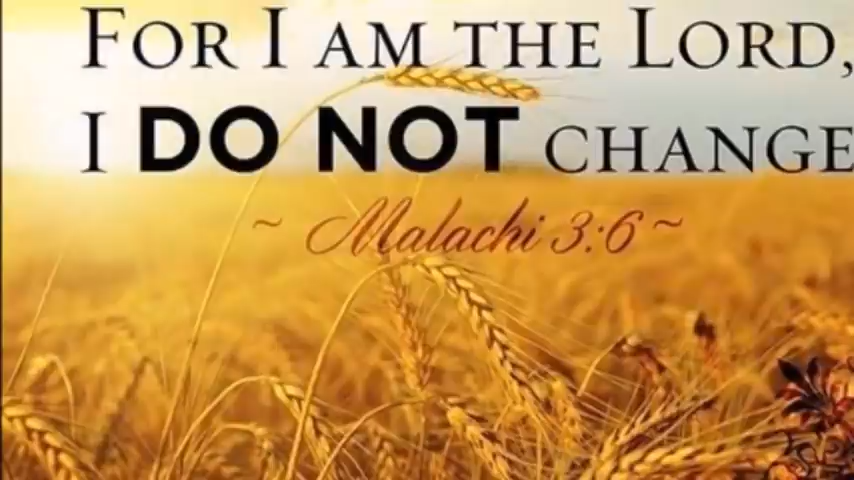 FOR I AM THE LORD,
I DO NOT CHANGE
~ Malachi 3:6 ~